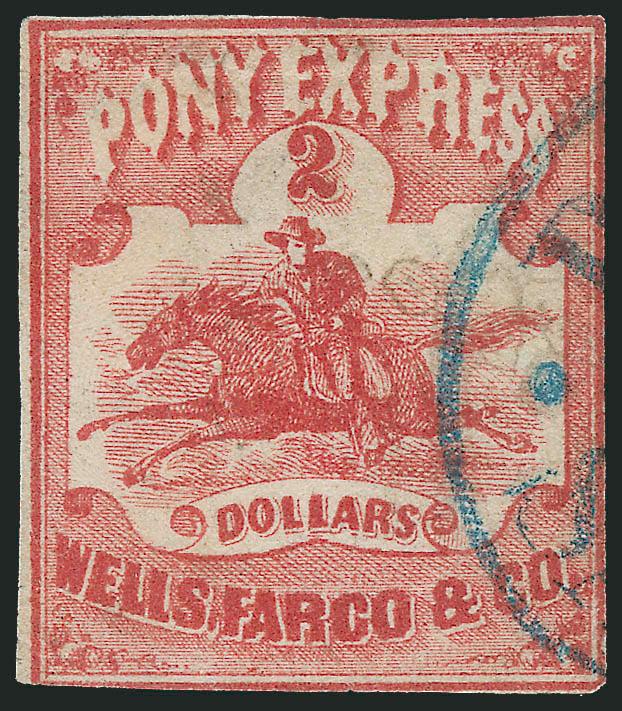 PONY EXPRESS
2
DOLLARS
WELLS, FARGO & CO.